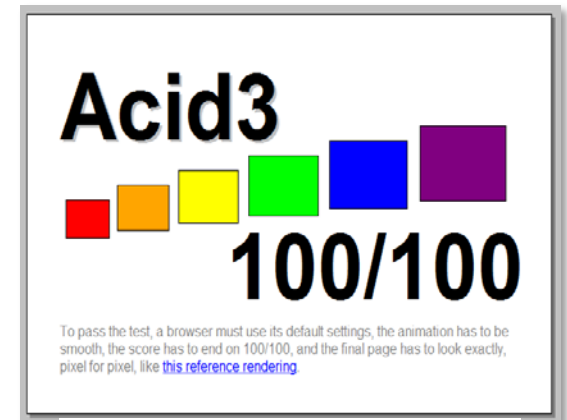 Acid3
100/100
To pass the test, a browser must use its default settings, the animation has to be
smooth, the score has to end on 100/100, and the final page has to look exactly,
pixel for pixel, like this reference rendering.